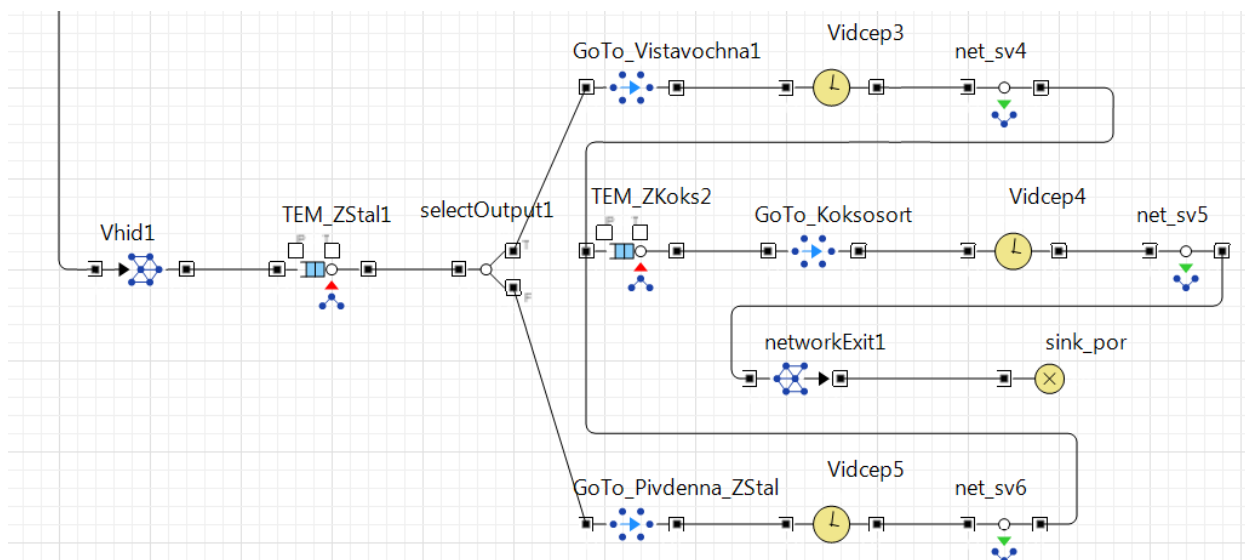 Vidcep3
GoTo_Vistavochna1
net_sv4
TEM_ZKoks2
Vidcep4
TEM_ZStal1
selectOutput1
GoTo_Koksosort
net_sv5
Vhid1
P T
P T
T
F
networkExit1
sink_por
Vidcep5
GoTo_Pivdenna_ZStal
net_sv6